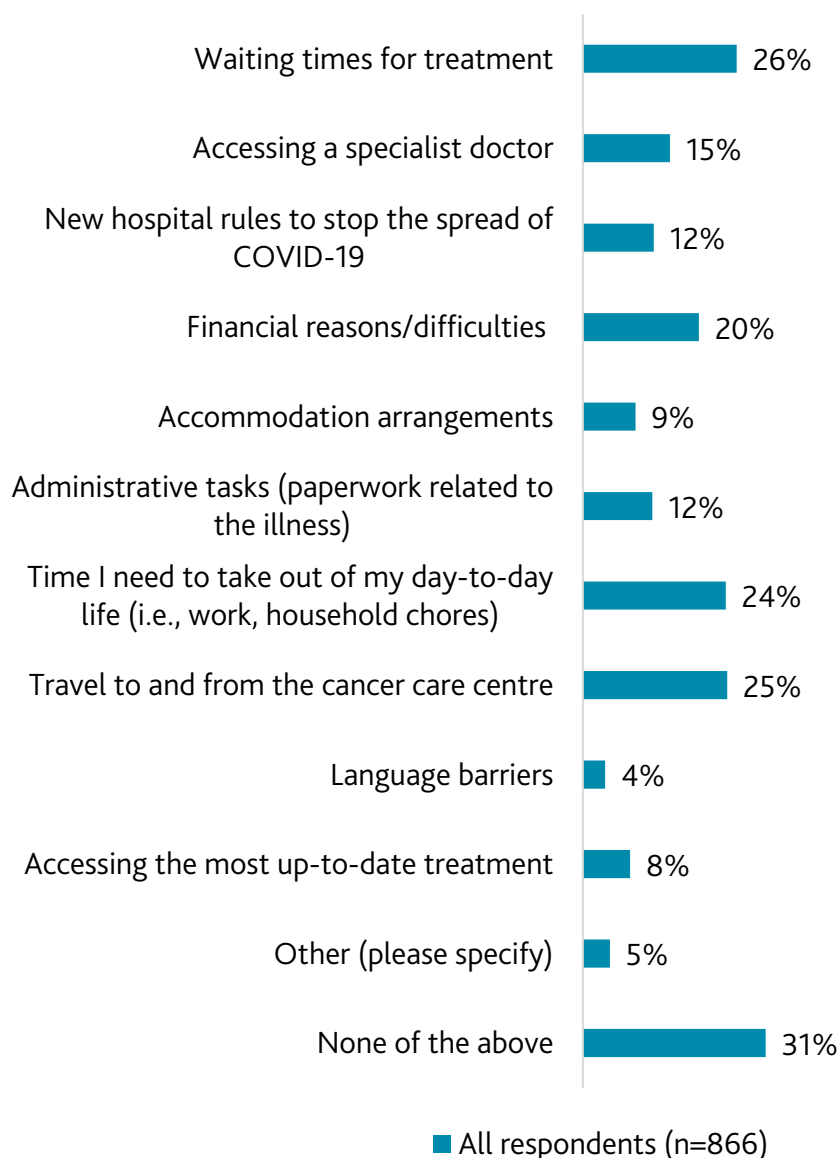 Waiting times for treatment
26%
Accessing a specialist doctor
15%
New hospital rules to stop the spread of
COVID-19
12%
Financial reasons/difficulties
20%
Accommodation arrangements
9%
Administrative tasks (paperwork related to
the illness)
12%
Time I need to take out of my day-to-day
life (i.e., work, household chores)
24%
Travel to and from the cancer care centre
25%
Language barriers
4%
Accessing the most up-to-date treatment
8%
Other (please specify)
5%
None of the above
31%
All respondents (n=866)